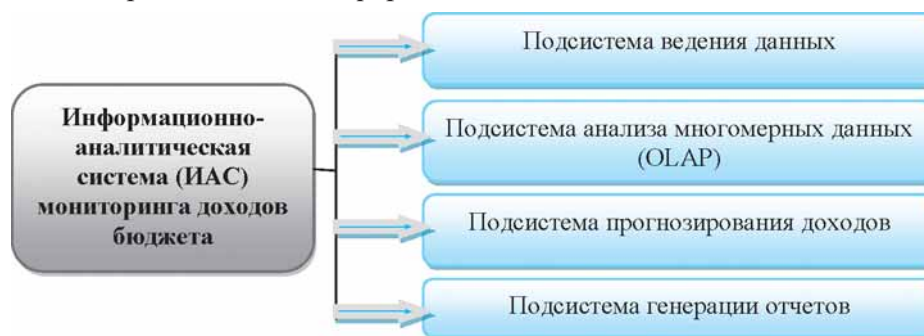 Информационно-
аналитическая
система (ИАС)
мониторинга доходов
бюджета
Подсистема ведения данных
Подсистема анализа многомерных данных
(OLAP)
Подсистема прогнозирования доходов
Подсистема генерации отчетов